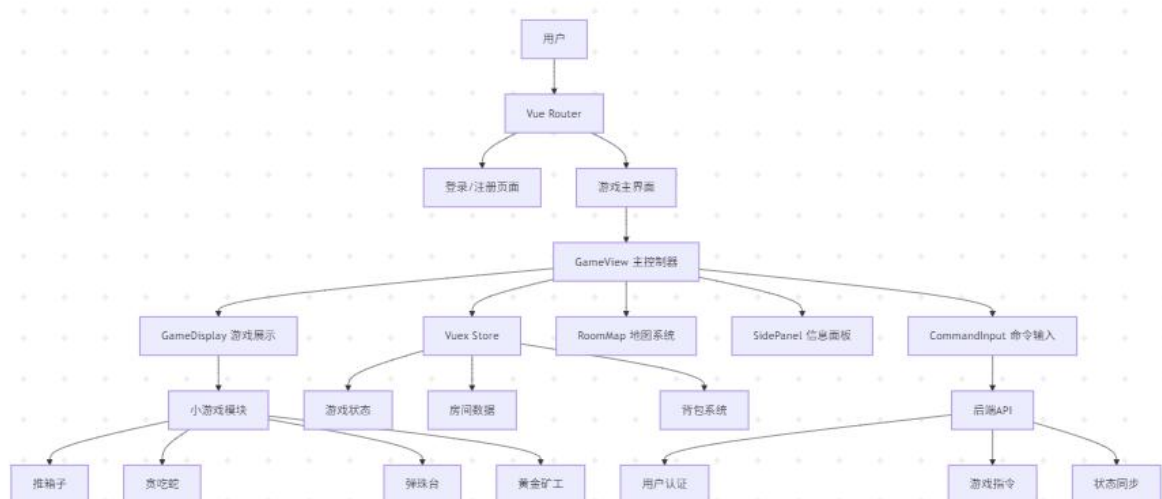 用户
Vue Router
登录/注册页面
游戏主界面
GameView 主控制器
GameDisplay 游戏展示
Vuex Store
RoomMap 地图系统
SidePanel 信息面板
CommandInput 命令输入
小游戏模块
游戏状态
房间数据
背包系统
后端API
推箱子
贪吃蛇
弹珠台
黄金矿工
用户认证
游戏指令
状态同步